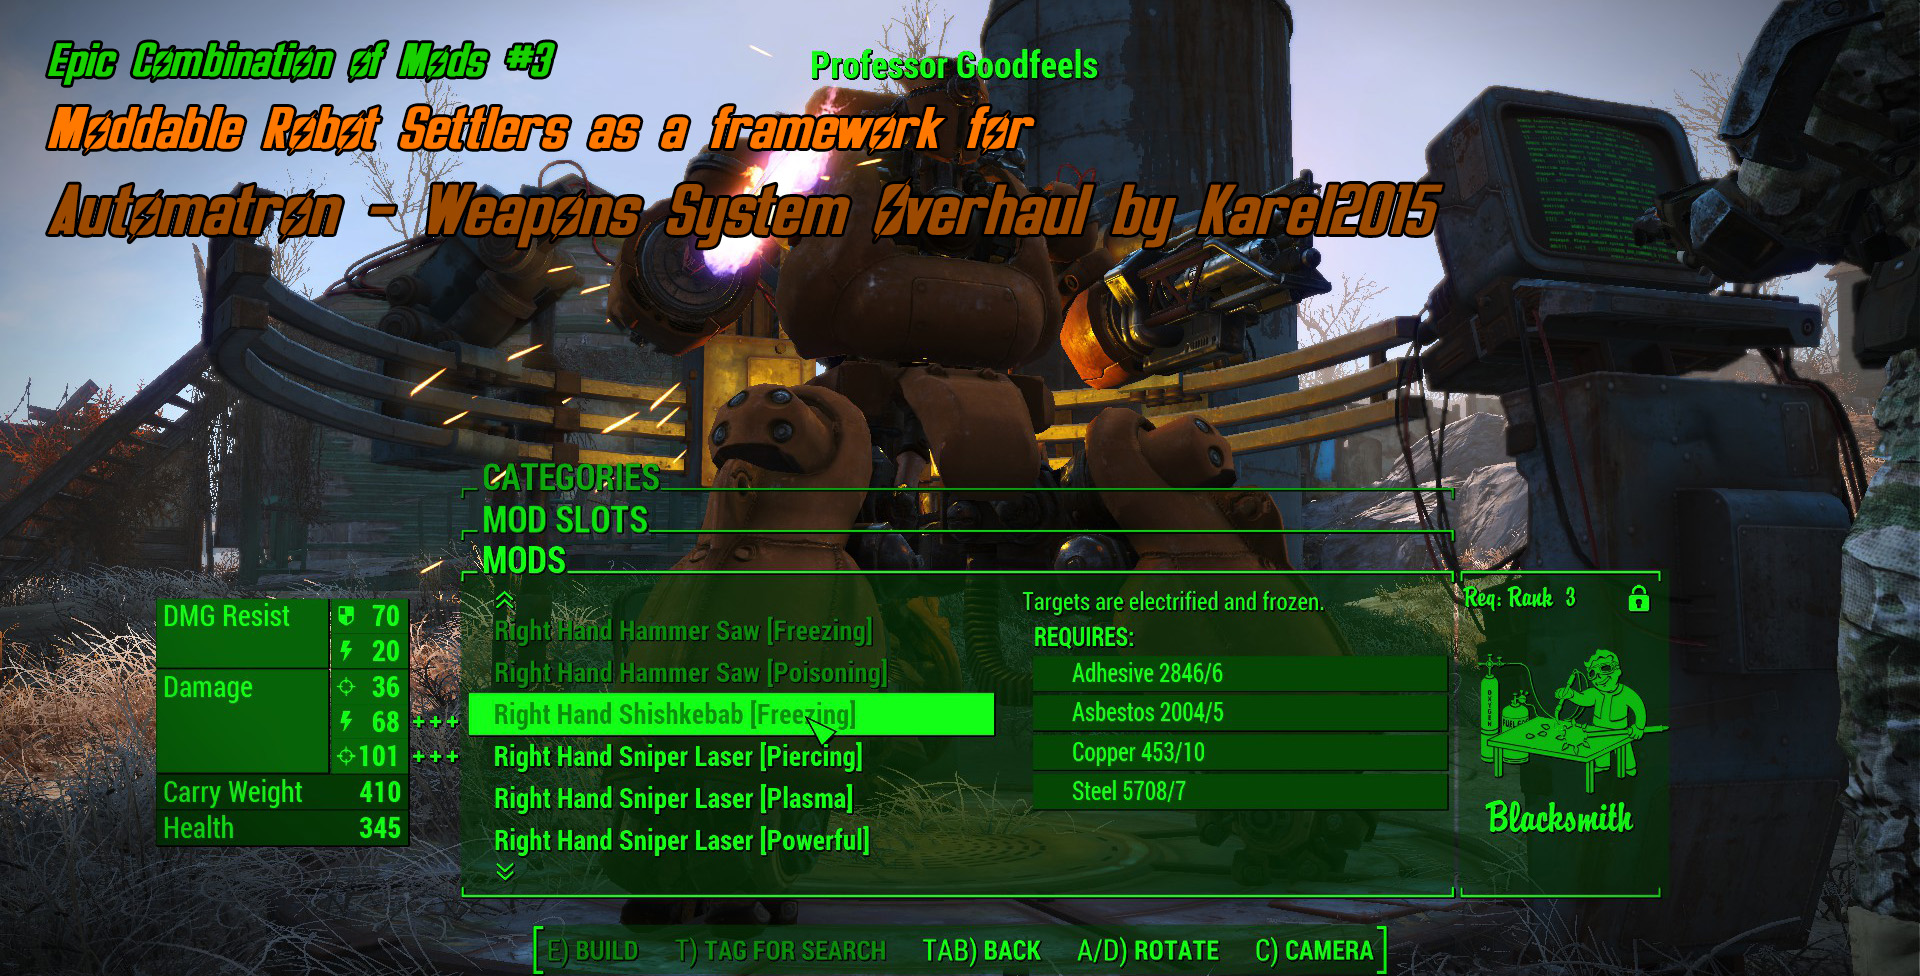 Epic Combination of Mods #3
Professor Goodfeels
Moddable Robot Settlers as a framework for
Automatron - Weapons System Overhaul by Karel2015
CATEGORIES
MOD SLOTS
MODS
DMG Resist 70
20
Damage 36
68 +++
101 +++
Carry Weight 410
Health 345
Right Hand Hammer Saw [Freezing]
Right Hand Hammer Saw [Poisoning]
Right Hand Shishkebab [Freezing]
Right Hand Sniper Laser [Piercing]
Right Hand Sniper Laser [Plasma]
Right Hand Sniper Laser [Powerful]
Targets are electrified and frozen.
REQUIRES:
Adhesive 2846/6
Asbestos 2004/5
Copper 453/10
Steel 5708/7
Req: Rank 3
OXYGEN
FUEL
Blacksmith
E) BUILD T) TAG FOR SEARCH TAB) BACK A/D) ROTATE C) CAMERA